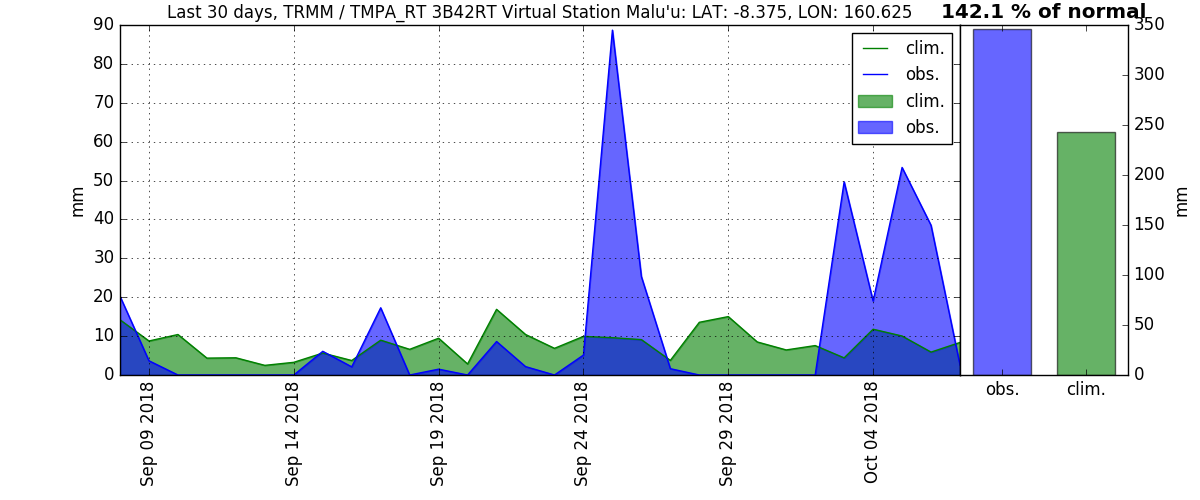 Last 30 days, TRMM / TMPA_RT 3B42RT Virtual Station Malu'u: LAT: -8.375, LON: 160.625
142.1 % of normal
90
80
70
60
50
40
30
20
10
0
mm
clim.
obs.
clim.
obs.
Sep 09 2018
Sep 14 2018
Sep 19 2018
Sep 24 2018
Sep 29 2018
Oct 04 2018
350
300
250
200
150
100
50
0
mm
obs.
clim.